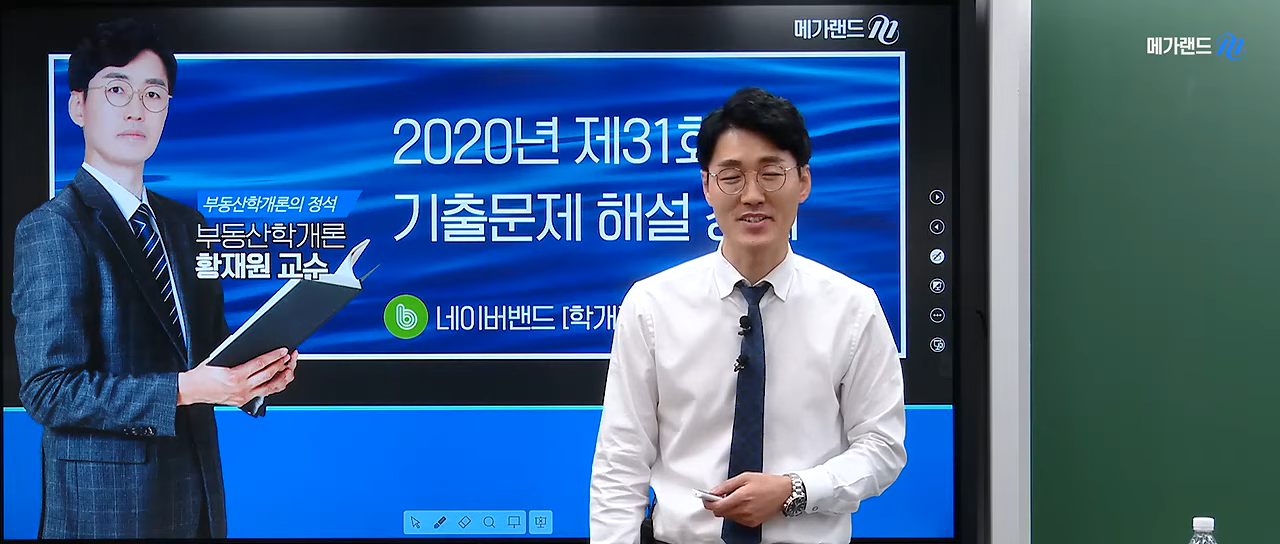 메가랜드
메가랜드
2020년 제31회
기출문제 해설
부동산학개론의 정석
부동산학개론
황재원 교수
네이버밴드 [학개